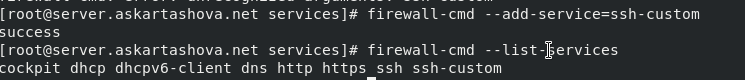 [root@server.askartashova.net services]# firewall-cmd --add-service=ssh-custom
success
[root@server.askartashova.net services]# firewall-cmd --list-services
cockpit dhcp dhcpv6-client dns http https ssh ssh-custom